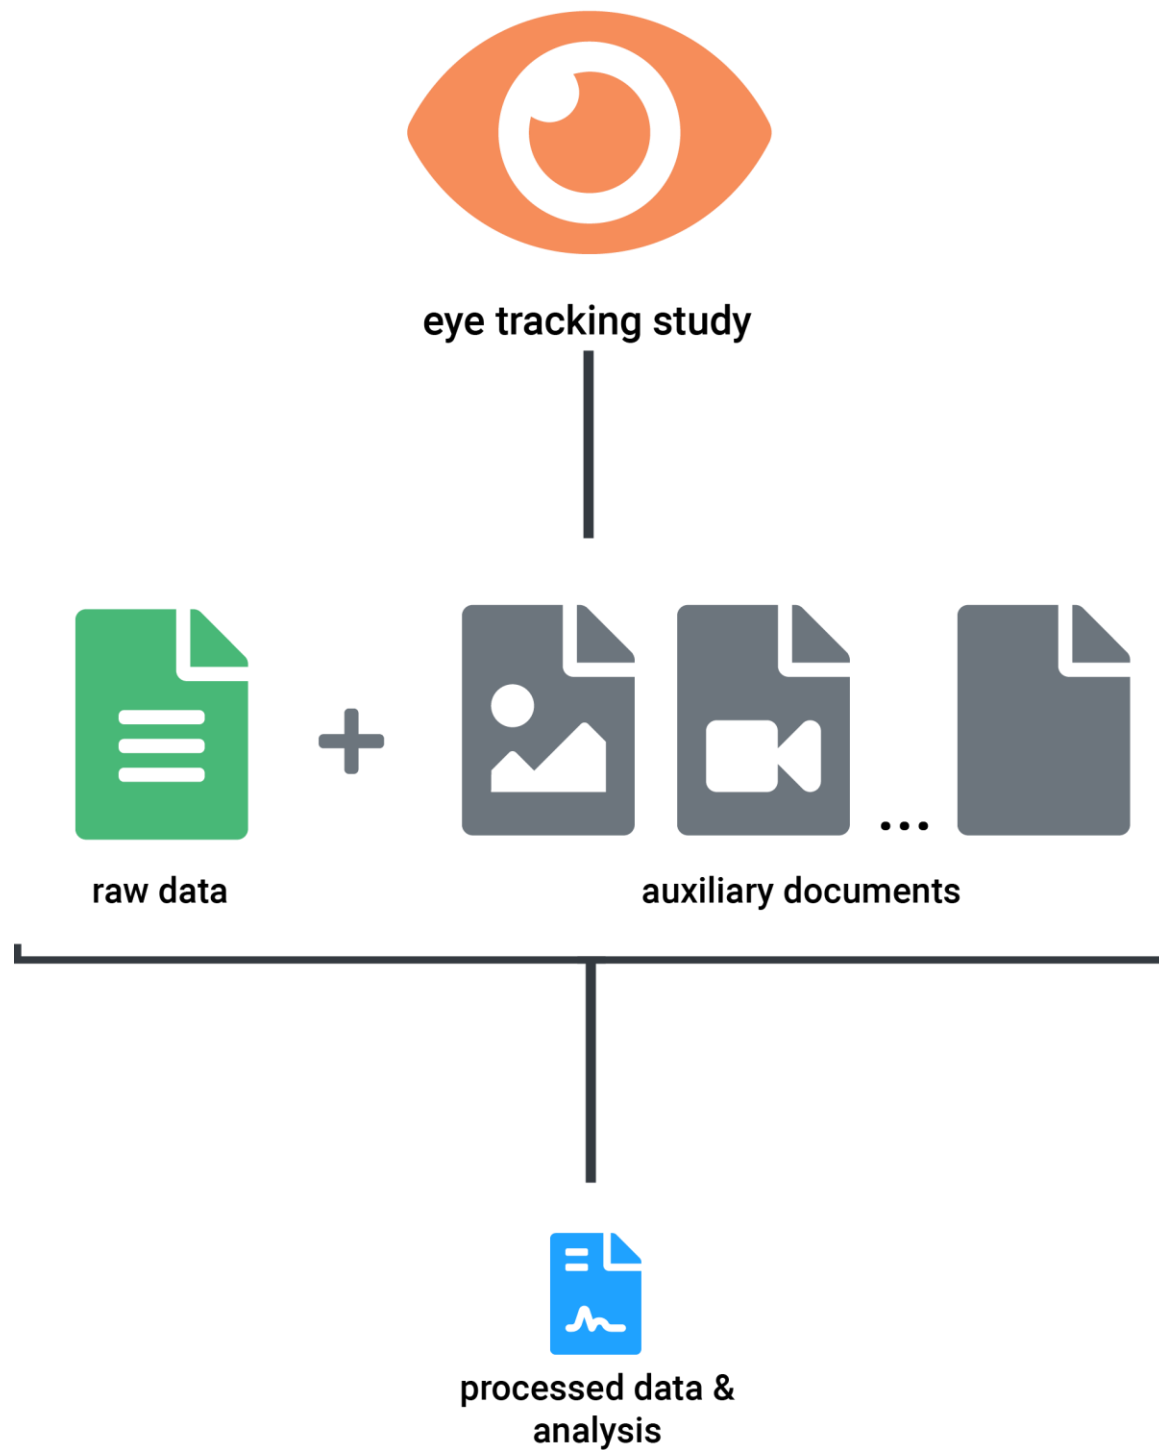 eye tracking study
raw data
auxiliary documents
...
processed data &
analysis